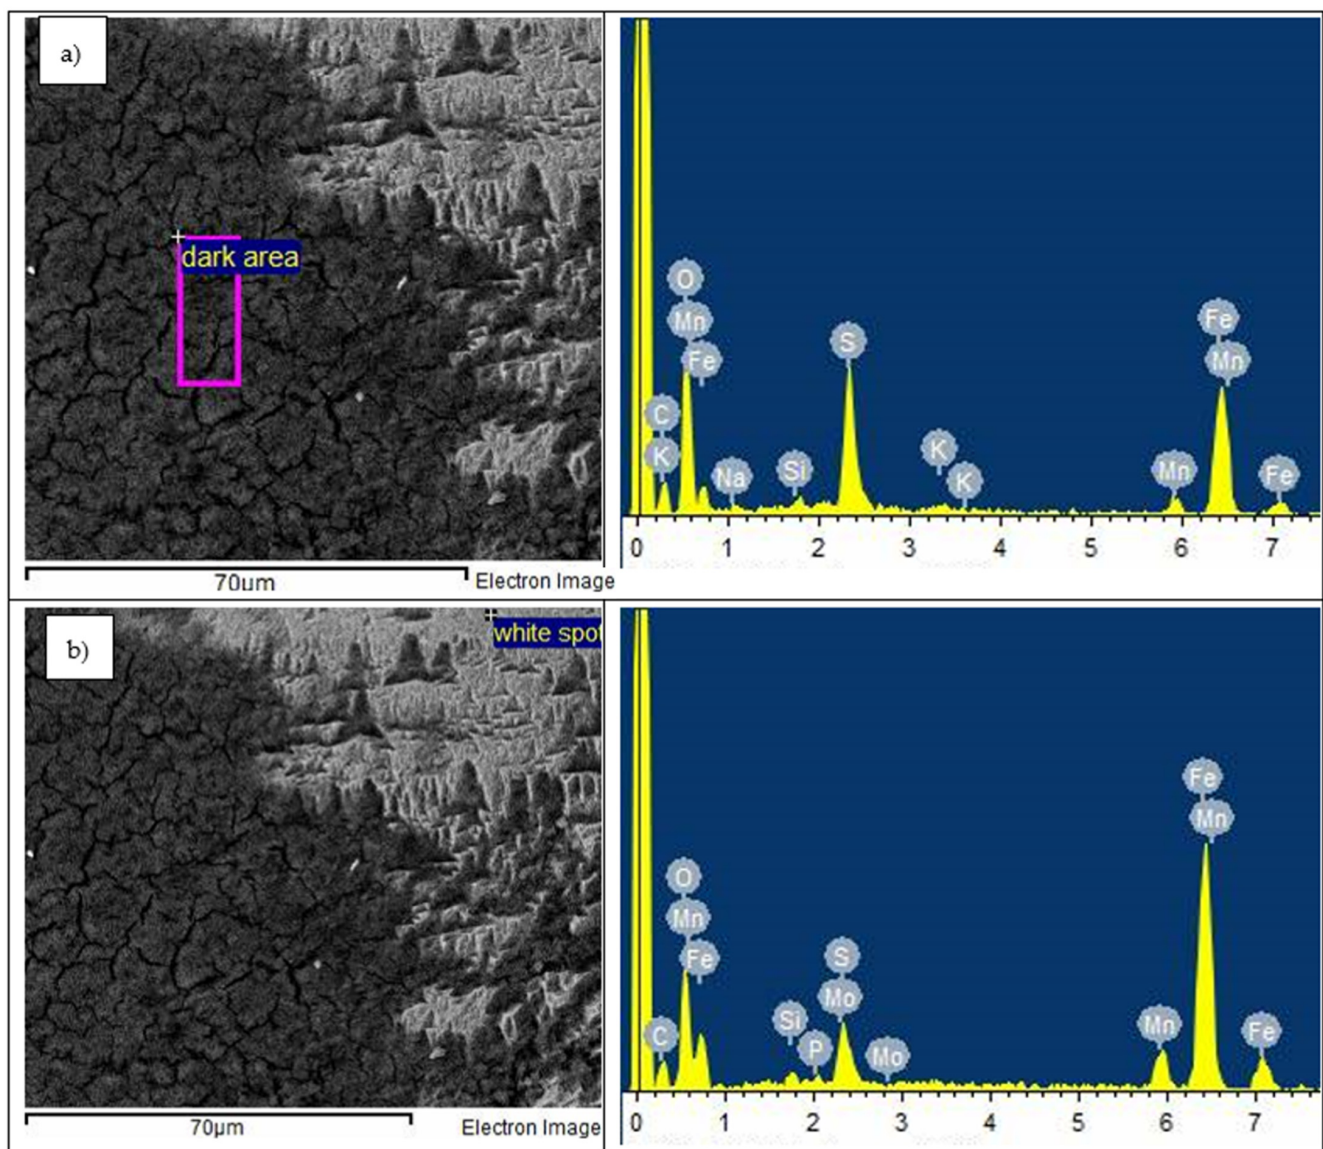 a)
dark area
70µm
Electron Image
O
Mn
Fe
C
K
Na
Si
S
K
K
Mn
Fe
Mn
Fe
0 1 2 3 4 5 6 7
b)
white spot
70µm
Electron Image
O
Mn
Fe
C
Si
P
S
Mo
Mo
Mn
Fe
Mn
Fe
0 1 2 3 4 5 6 7